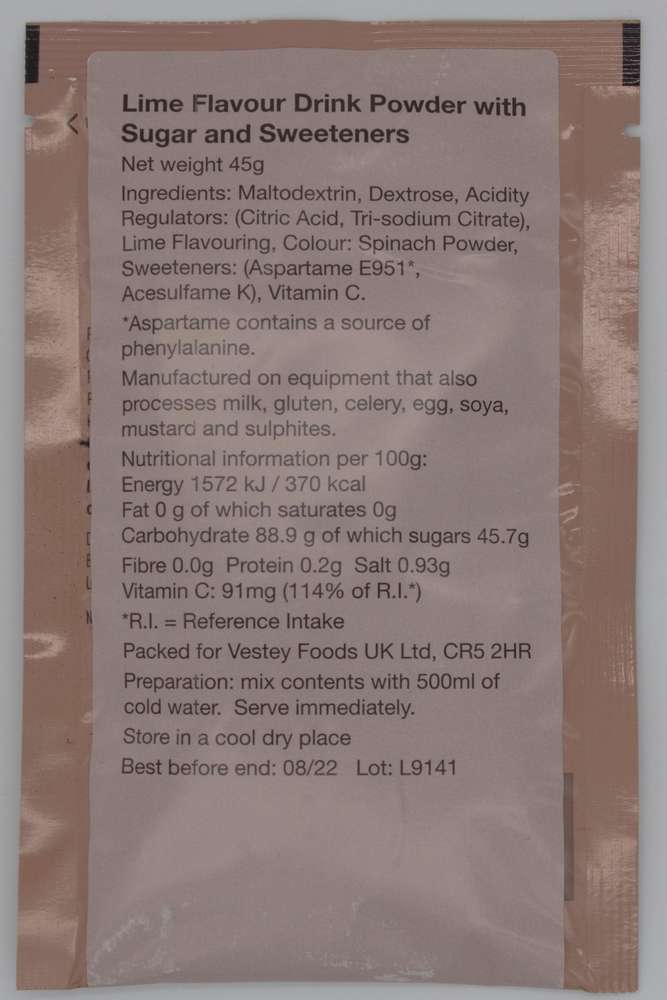 Lime Flavour Drink Powder with
Sugar and Sweeteners
Net weight 45g
Ingredients: Maltodextrin, Dextrose, Acidity
Regulators: (Citric Acid, Tri-sodium Citrate),
Lime Flavouring, Colour: Spinach Powder,
Sweeteners: (Aspartame E951*,
Acesulfame K), Vitamin C.
*Aspartame contains a source of
phenylalanine.
Manufactured on equipment that also
processes milk, gluten, celery, egg, soya,
mustard and sulphites.
Nutritional information per 100g:
Energy 1572 kJ / 370 kcal
Fat 0 g of which saturates 0g
Carbohydrate 88.9 g of which sugars 45.7g
Fibre 0.0g Protein 0.2g Salt 0.93g
Vitamin C: 91mg (114% of R.I.*)
*R.I. = Reference Intake
Packed for Vestey Foods UK Ltd, CR5 2HR
Preparation: mix contents with 500ml of
cold water. Serve immediately.
Store in a cool dry place
Best before end: 08/22 Lot: L9141